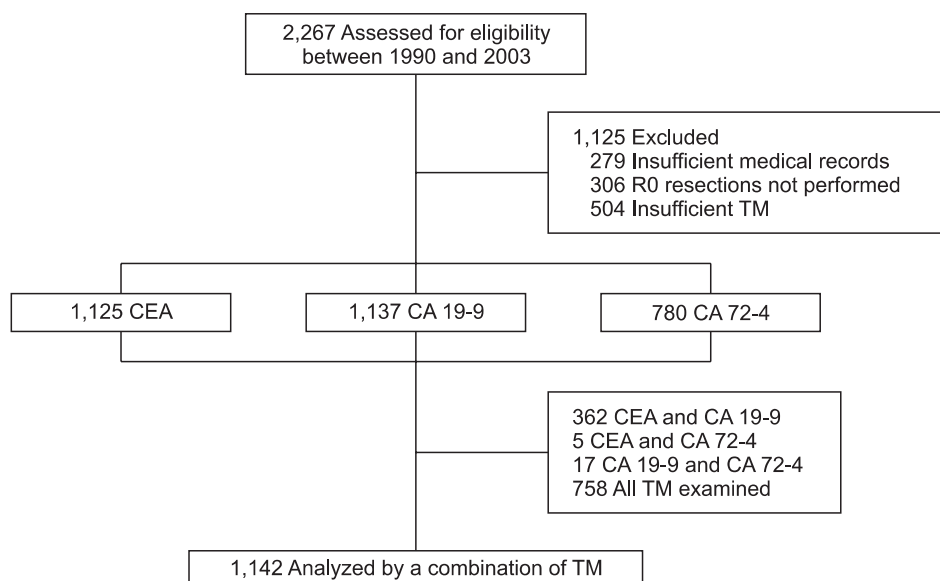 2,267 Assessed for eligibility
between 1990 and 2003
1,125 Excluded
279 Insufficient medical records
306 R0 resections not performed
504 Insufficient TM
1,125 CEA
1,137 CA 19-9
780 CA 72-4
362 CEA and CA 19-9
5 CEA and CA 72-4
17 CA 19-9 and CA 72-4
758 All TM examined
1,142 Analyzed by a combination of TM